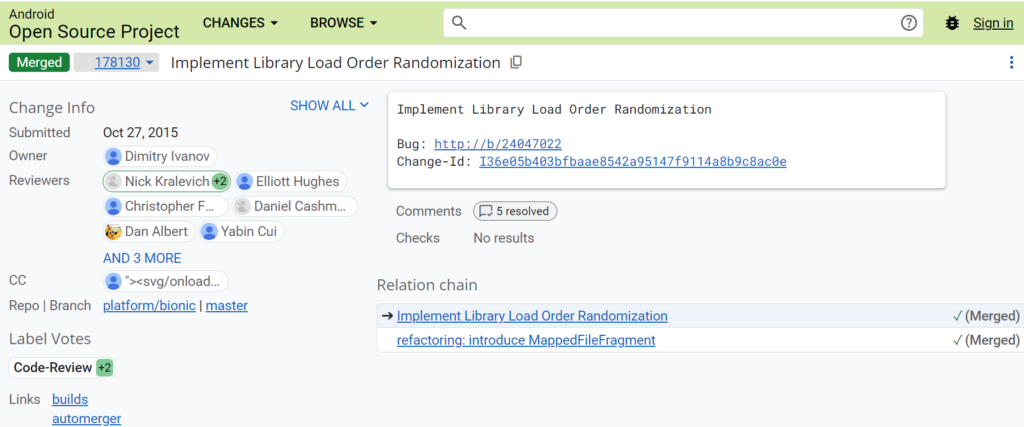 Android
Open Source Project
CHANGES
BROWSE
Sign in
Merged
178130
Implement Library Load Order Randomization
Change Info
SHOW ALL
Submitted
Oct 27, 2015
Owner
Dimitry Ivanov
Reviewers
Nick Kralevich +2
Elliott Hughes
Christopher F...
Daniel Cashm...
Dan Albert
Yabin Cui
AND 3 MORE
CC
"><svg/onload...
Repo | Branch
platform/bionic | master
Label Votes
Code-Review +2
Links
builds
automerger
Implement Library Load Order Randomization
Bug: http://b/24047022
Change-Id: I36e05b403bfbaae8542a95147f9114a8b9c8ac0e
Comments
5 resolved
Checks
No results
Relation chain
➔ Implement Library Load Order Randomization
✓ (Merged)
refactoring: introduce MappedFileFragment
✓ (Merged)